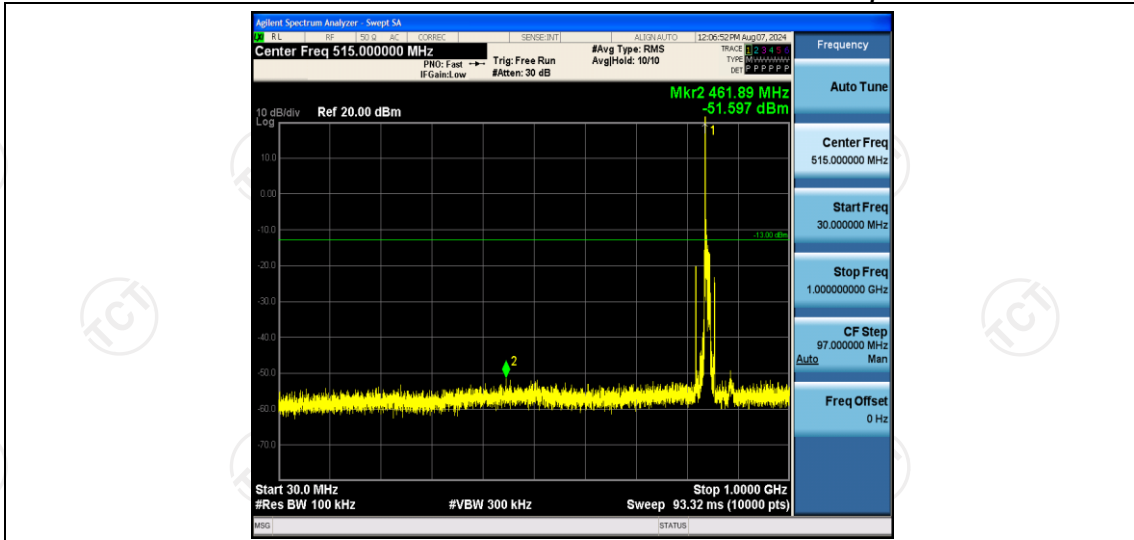 Agilent Spectrum Analyzer - Swept SA
RL RF 50 Ω AC CORREC SENSE:INT ALIGN AUTO 12:06:52 PM Aug 07, 2024
Center Freq 515.000000 MHz #Avg Type: RMS TRACE 1 2 3 4 5 6
PNO: Fast Trig: Free Run Avg|Hold: 10/10 TYPE MWWWWW
IFGain:Low #Atten: 30 dB DET P P P P P P
Mkr2 461.89 MHz
-51.597 dBm
10 dB/div Ref 20.00 dBm
Log
1
10.0
0.00
-10.0
-13.00 dBm
-20.0
-30.0
-40.0
2
-50.0
-60.0
-70.0
Start 30.0 MHz Stop 1.0000 GHz
#Res BW 100 kHz #VBW 300 kHz Sweep 93.32 ms (10000 pts)
MSG STATUS
Frequency
Auto Tune
Center Freq
515.000000 MHz
Start Freq
30.000000 MHz
Stop Freq
1.000000000 GHz
CF Step
97.000000 MHz
Auto Man
Freq Offset
0 Hz
TCT
TCT